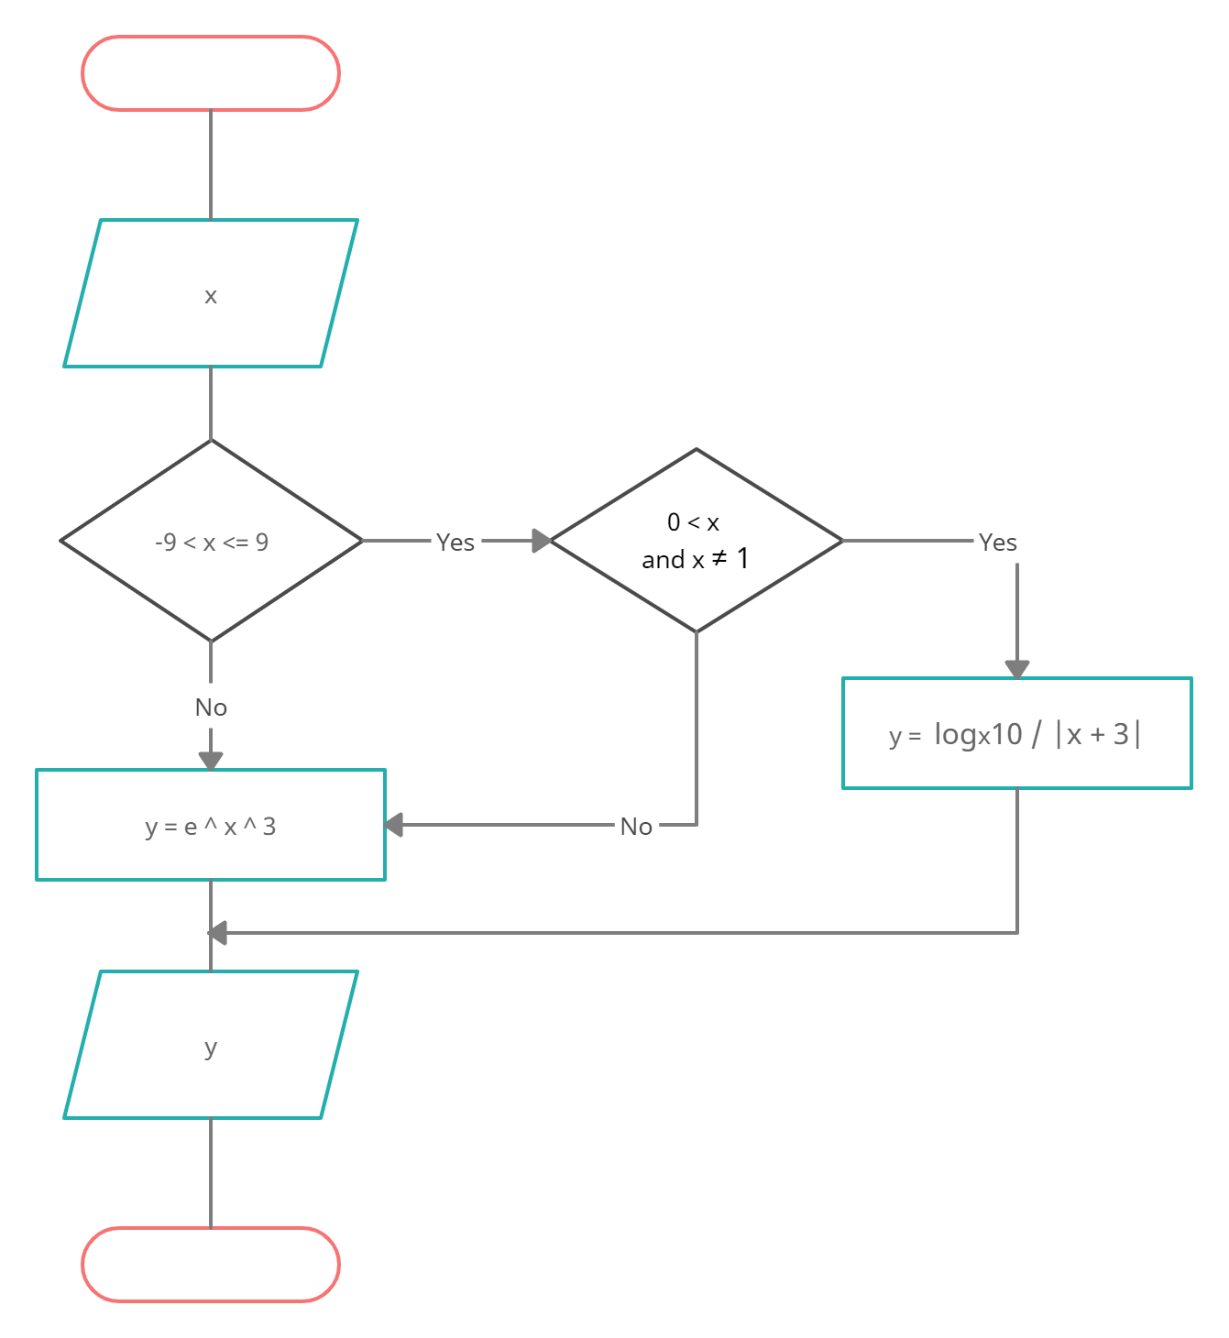 x
-9 < x <= 9
Yes
0 < x
and x ≠ 1
Yes
No
y = logx10 / |x + 3|
y = e ^ x ^ 3
No
y